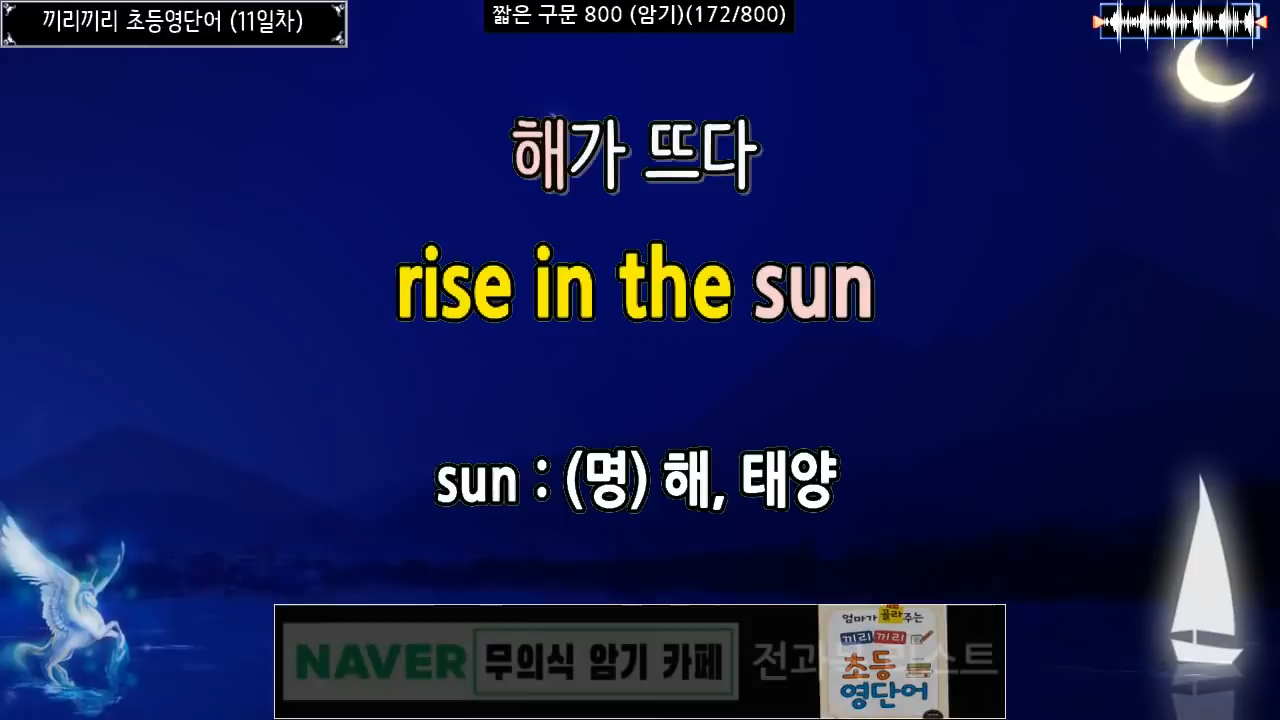 끼리끼리 초등영단어 (11일차)
짧은 구문 800 (암기)(172/800)
해가 뜨다
rise in the sun
sun : (명) 해, 태양
NAVER 무의식 암기 카페
엄마가 골라주는
끼리끼리
초등
영단어